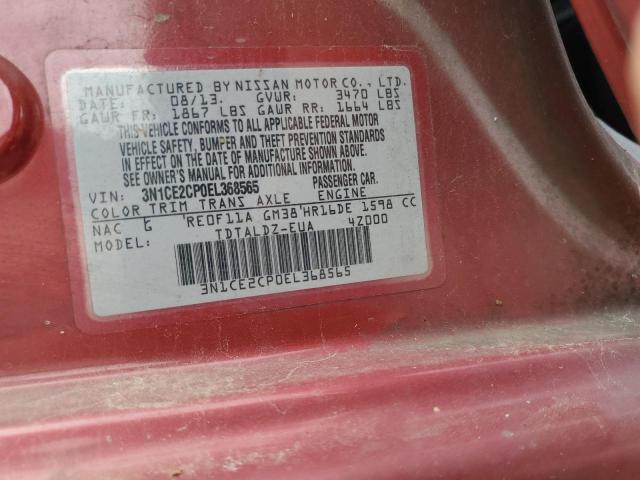 MANUFACTURED BY NISSAN MOTOR CO., LTD.
DATE: 08/13. GVWR: 3470 LBS
GAWR FR: 1867 LBS GAWR RR: 1664 LBS
THIS VEHICLE CONFORMS TO ALL APPLICABLE FEDERAL MOTOR
VEHICLE SAFETY, BUMPER AND THEFT PREVENTION STANDARDS
IN EFFECT ON THE DATE OF MANUFACTURE SHOWN ABOVE.
SEE OWNER'S MANUAL FOR ADDITIONAL INFORMATION.
VIN: 3N1CE2CP0EL368565 PASSENGER CAR.
COLOR TRIM TRANS AXLE ENGINE
NAC G RE0F11A GM38 HR16DE 1598 CC
MODEL: TDTALDZ-EUA 4Z000
3N1CE2CP0EL368565